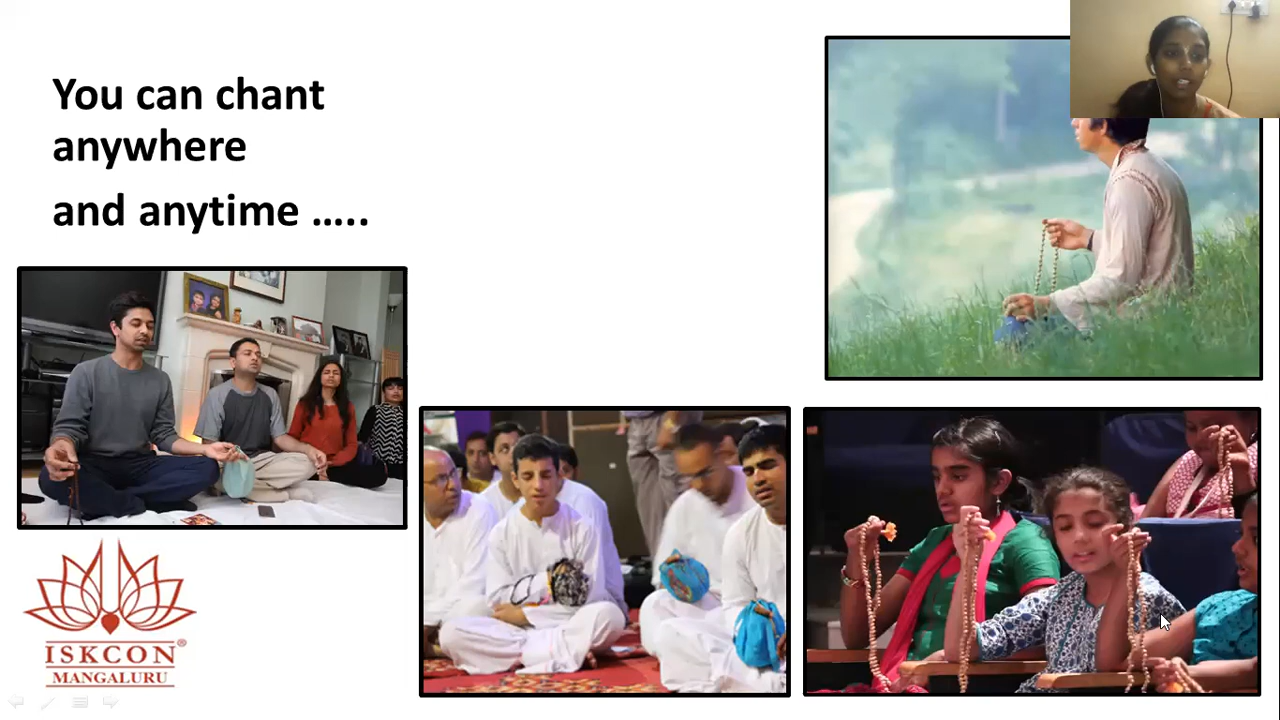 You can chant
anywhere
and anytime …..
ISKCON®
MANGALURU